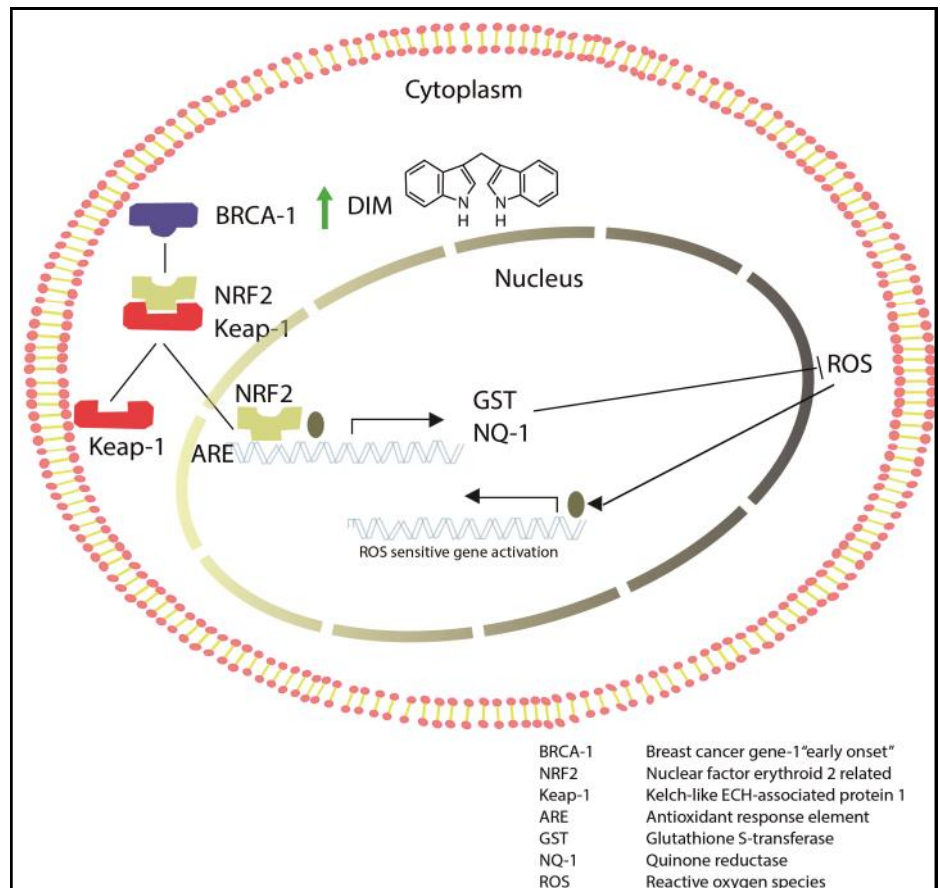 Cytoplasm
BRCA-1 DIM
N H N H
Nucleus
NRF2
Keap-1
NRF2
Keap-1
ARE
GST
NQ-1
ROS
ROS sensitive gene activation
BRCA-1 Breast cancer gene-1"early onset"
NRF2 Nuclear factor erythroid 2 related
Keap-1 Kelch-like ECH-associated protein 1
ARE Antioxidant response element
GST Glutathione S-transferase
NQ-1 Quinone reductase
ROS Reactive oxygen species